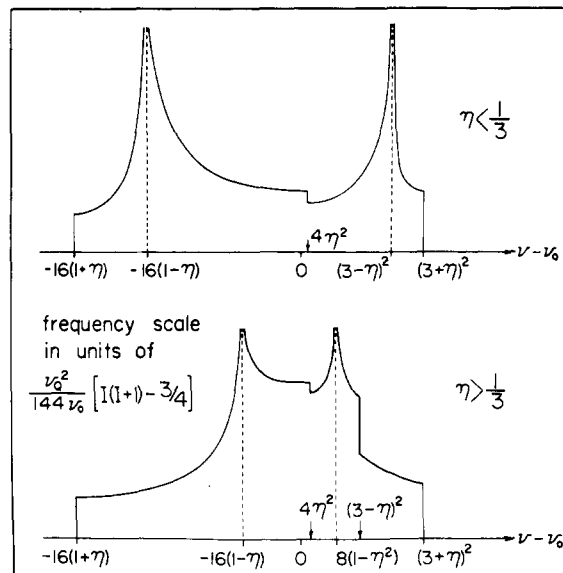 η < 1/3
4η²
-16(1+η) -16(1-η) 0 (3-η)² (3+η)² ν-ν₀
frequency scale
in units of
ν_Q²/144ν₀ [I(I+1) - 3/4]
η > 1/3
4η² (3-η)²
-16(1+η) -16(1-η) 0 8(1-η²) (3+η)² ν-ν₀